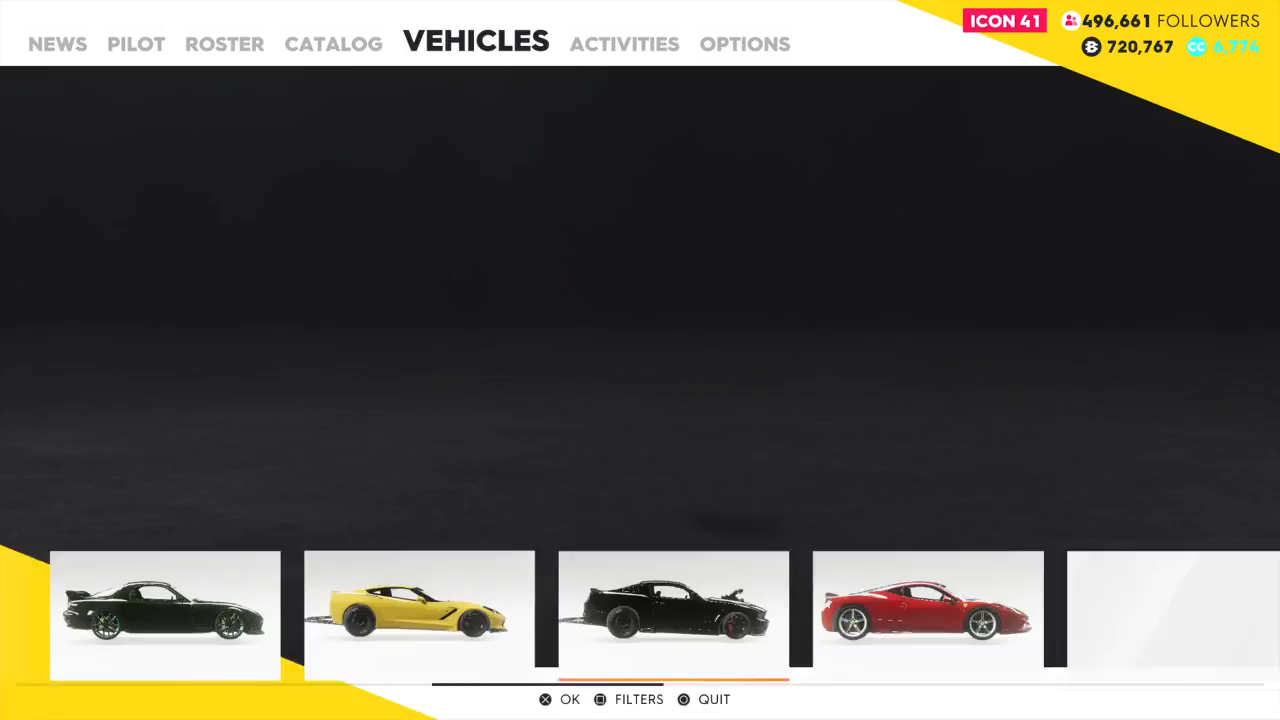 NEWS PILOT ROSTER CATALOG VEHICLES ACTIVITIES OPTIONS
ICON 41 496,661 FOLLOWERS
720,767 CC 6,774
OK FILTERS QUIT